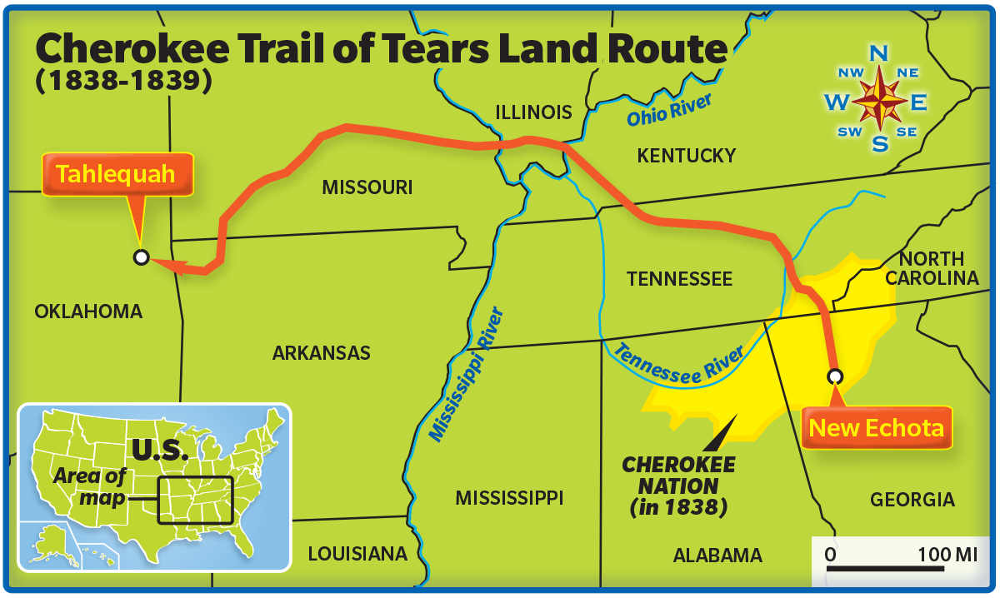 Cherokee Trail of Tears Land Route
(1838-1839)
N
NW
NE
W
E
SW
SE
S
ILLINOIS
Ohio River
KENTUCKY
Tahlequah
MISSOURI
NORTH
CAROLINA
TENNESSEE
OKLAHOMA
ARKANSAS
Mississippi River
Tennessee River
New Echota
U.S.
Area of
map
CHEROKEE
NATION
(in 1838)
MISSISSIPPI
GEORGIA
LOUISIANA
ALABAMA
0 100 MI